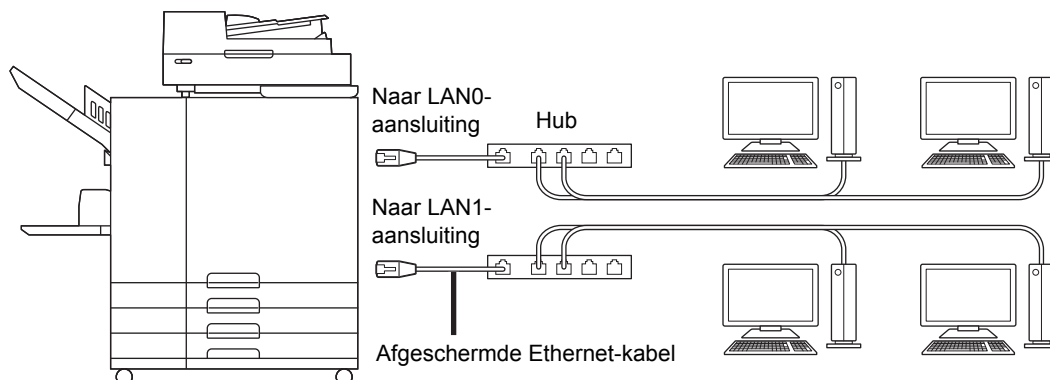 Naar LAN0-
aansluiting
Hub
Naar LAN1-
aansluiting
Afgeschermde Ethernet-kabel